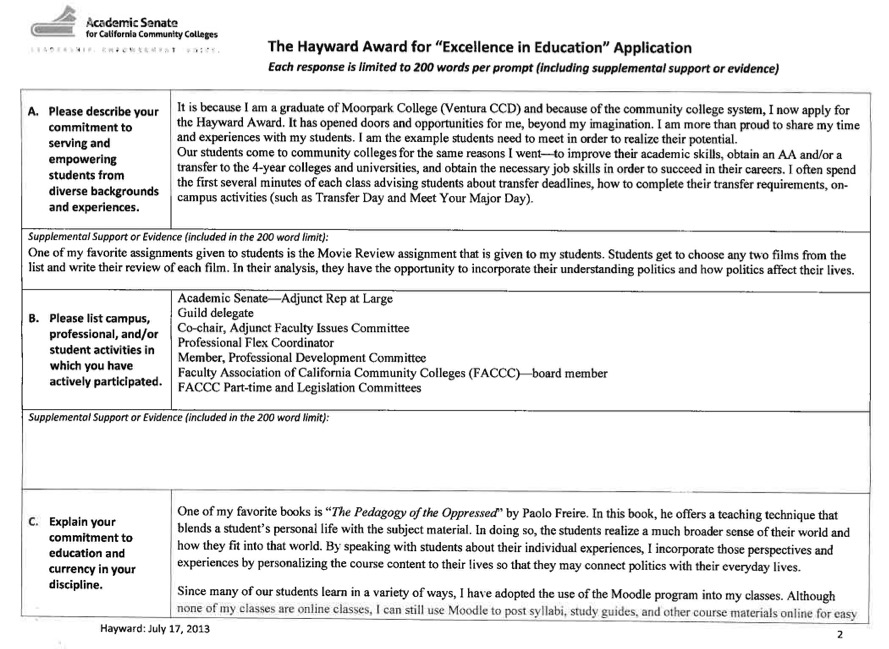 Academic Senate
for California Community Colleges
LEADERSHIP. EMPOWERMENT. VOICE.
The Hayward Award for “Excellence in Education” Application
Each response is limited to 200 words per prompt (including supplemental support or evidence)
A. Please describe your
commitment to
serving and
empowering
students from
diverse backgrounds
and experiences.
It is because I am a graduate of Moorpark College (Ventura CCD) and because of the community college system, I now apply for
the Hayward Award. It has opened doors and opportunities for me, beyond my imagination. I am more than proud to share my time
and experiences with my students. I am the example students need to meet in order to realize their potential.
Our students come to community colleges for the same reasons I went—to improve their academic skills, obtain an AA and/or a
transfer to the 4-year colleges and universities, and obtain the necessary job skills in order to succeed in their careers. I often spend
the first several minutes of each class advising students about transfer deadlines, how to complete their transfer requirements, on-
campus activities (such as Transfer Day and Meet Your Major Day).
Supplemental Support or Evidence (included in the 200 word limit):
One of my favorite assignments given to students is the Movie Review assignment that is given to my students. Students get to choose any two films from the
list and write their review of each film. In their analysis, they have the opportunity to incorporate their understanding politics and how politics affect their lives.
B. Please list campus,
professional, and/or
student activities in
which you have
actively participated.
Academic Senate—Adjunct Rep at Large
Guild delegate
Co-chair, Adjunct Faculty Issues Committee
Professional Flex Coordinator
Member, Professional Development Committee
Faculty Association of California Community Colleges (FACCC)—board member
FACCC Part-time and Legislation Committees
Supplemental Support or Evidence (included in the 200 word limit):
C. Explain your
commitment to
education and
currency in your
discipline.
One of my favorite books is “The Pedagogy of the Oppressed” by Paolo Freire. In this book, he offers a teaching technique that
blends a student’s personal life with the subject material. In doing so, the students realize a much broader sense of their world and
how they fit into that world. By speaking with students about their individual experiences, I incorporate those perspectives and
experiences by personalizing the course content to their lives so that they may connect politics with their everyday lives.
Since many of our students learn in a variety of ways, I have adopted the use of the Moodle program into my classes. Although
none of my classes are online classes, I can still use Moodle to post syllabi, study guides, and other course materials online for easy
Hayward: July 17, 2013
2